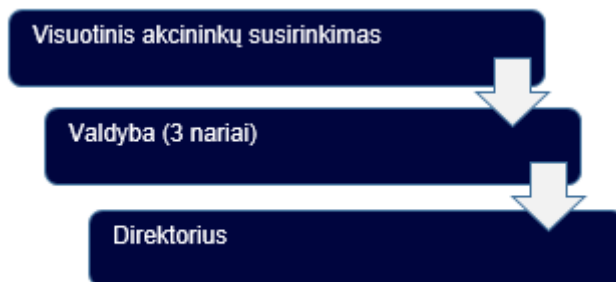 Visuotinis akcininkų susirinkimas
Valdyba (3 nariai)
Direktorius